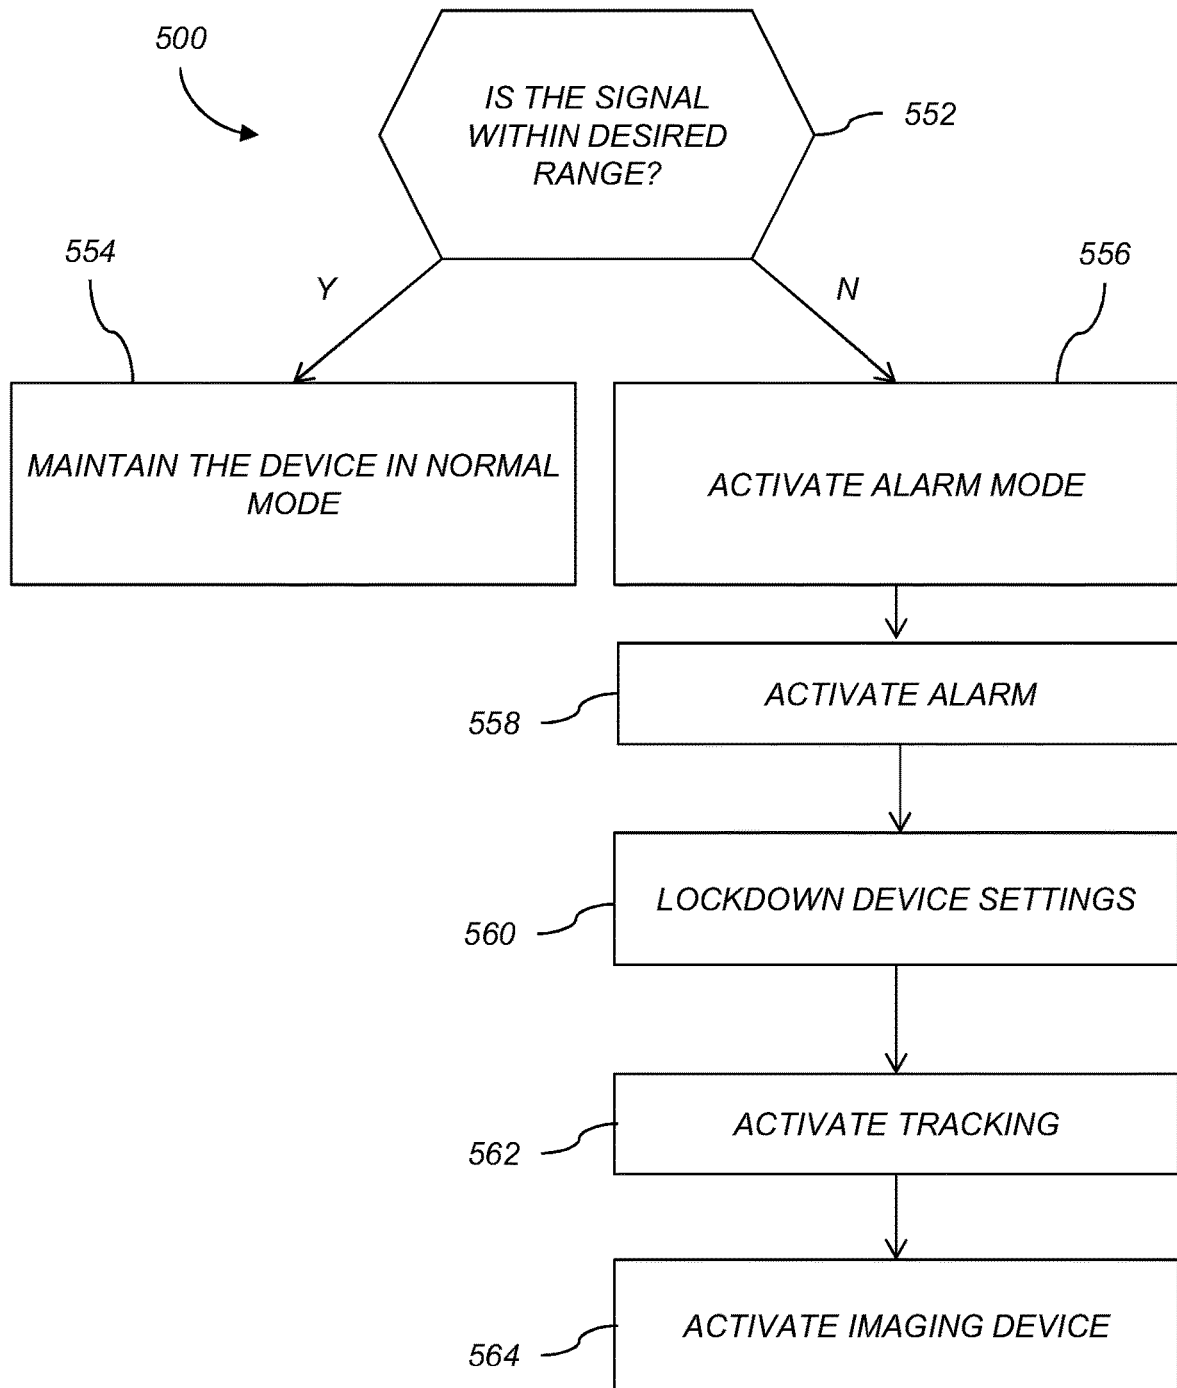 500
IS THE SIGNAL
WITHIN DESIRED
RANGE?
552
554
Y
N
556
MAINTAIN THE DEVICE IN NORMAL
MODE
ACTIVATE ALARM MODE
558
ACTIVATE ALARM
560
LOCKDOWN DEVICE SETTINGS
562
ACTIVATE TRACKING
564
ACTIVATE IMAGING DEVICE